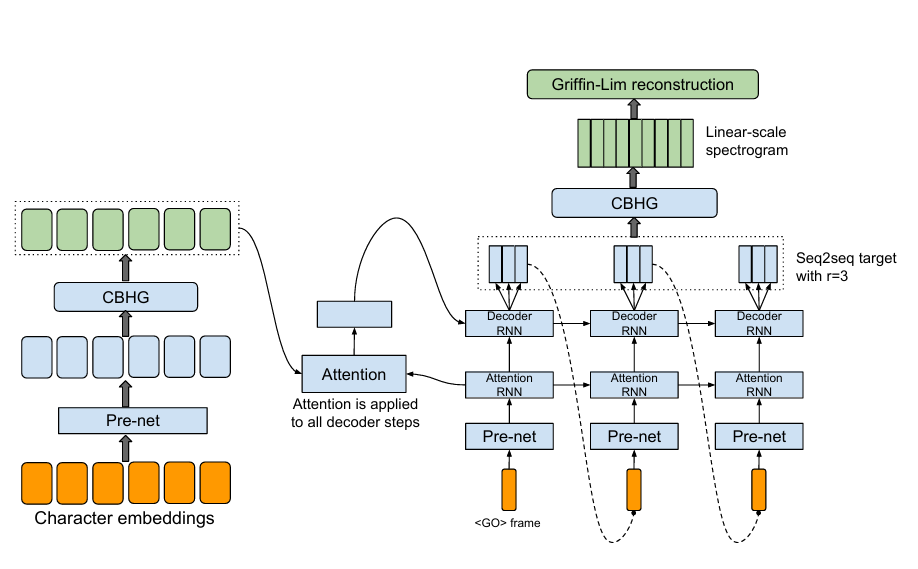 Griffin-Lim reconstruction
Linear-scale
spectrogram
CBHG
Seq2seq target
with r=3
CBHG
Pre-net
Character embeddings
Attention
Attention is applied
to all decoder steps
Decoder
RNN
Decoder
RNN
Decoder
RNN
Attention
RNN
Attention
RNN
Attention
RNN
Pre-net
Pre-net
Pre-net
<GO> frame